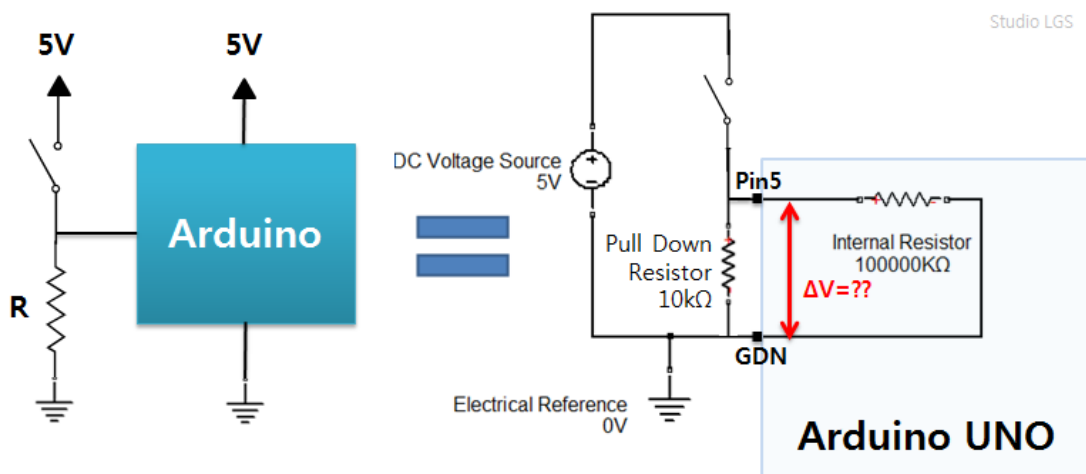 Studio LGS
5V
5V
Arduino
R
DC Voltage Source
5V
Pin5
Pull Down
Resistor
10kΩ
Internal Resistor
100000KΩ
ΔV=??
GDN
Electrical Reference
0V
Arduino UNO